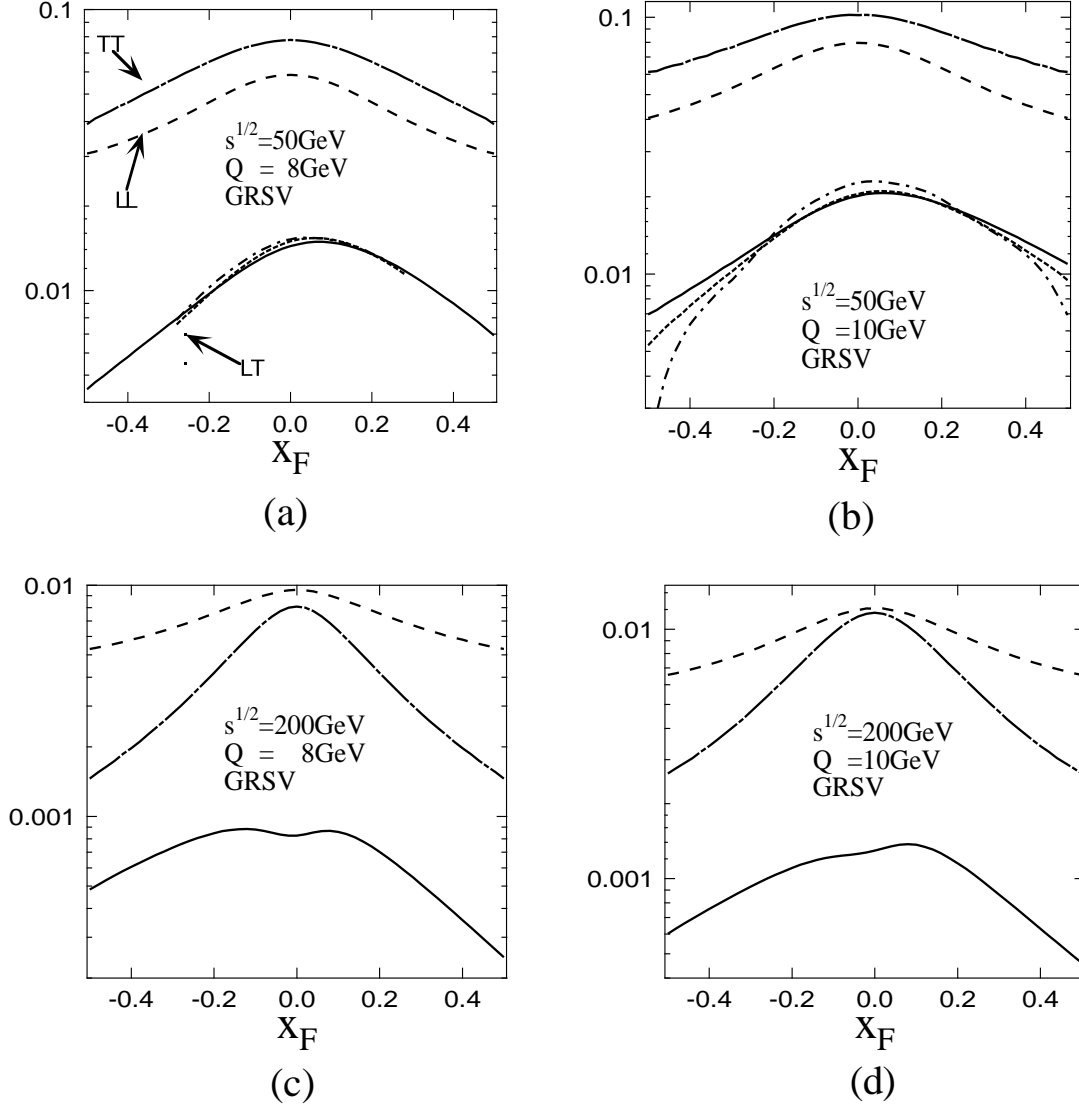 0.1
TT
s^1/2=50GeV
Q = 8GeV
GRSV
LL
0.01
LT
-0.4 -0.2 0.0 0.2 0.4
x_F
(a)
0.1
0.01
s^1/2=50GeV
Q =10GeV
GRSV
-0.4 -0.2 0.0 0.2 0.4
x_F
(b)
0.01
s^1/2=200GeV
Q = 8GeV
GRSV
0.001
-0.4 -0.2 0.0 0.2 0.4
x_F
(c)
0.01
s^1/2=200GeV
Q =10GeV
GRSV
0.001
-0.4 -0.2 0.0 0.2 0.4
x_F
(d)